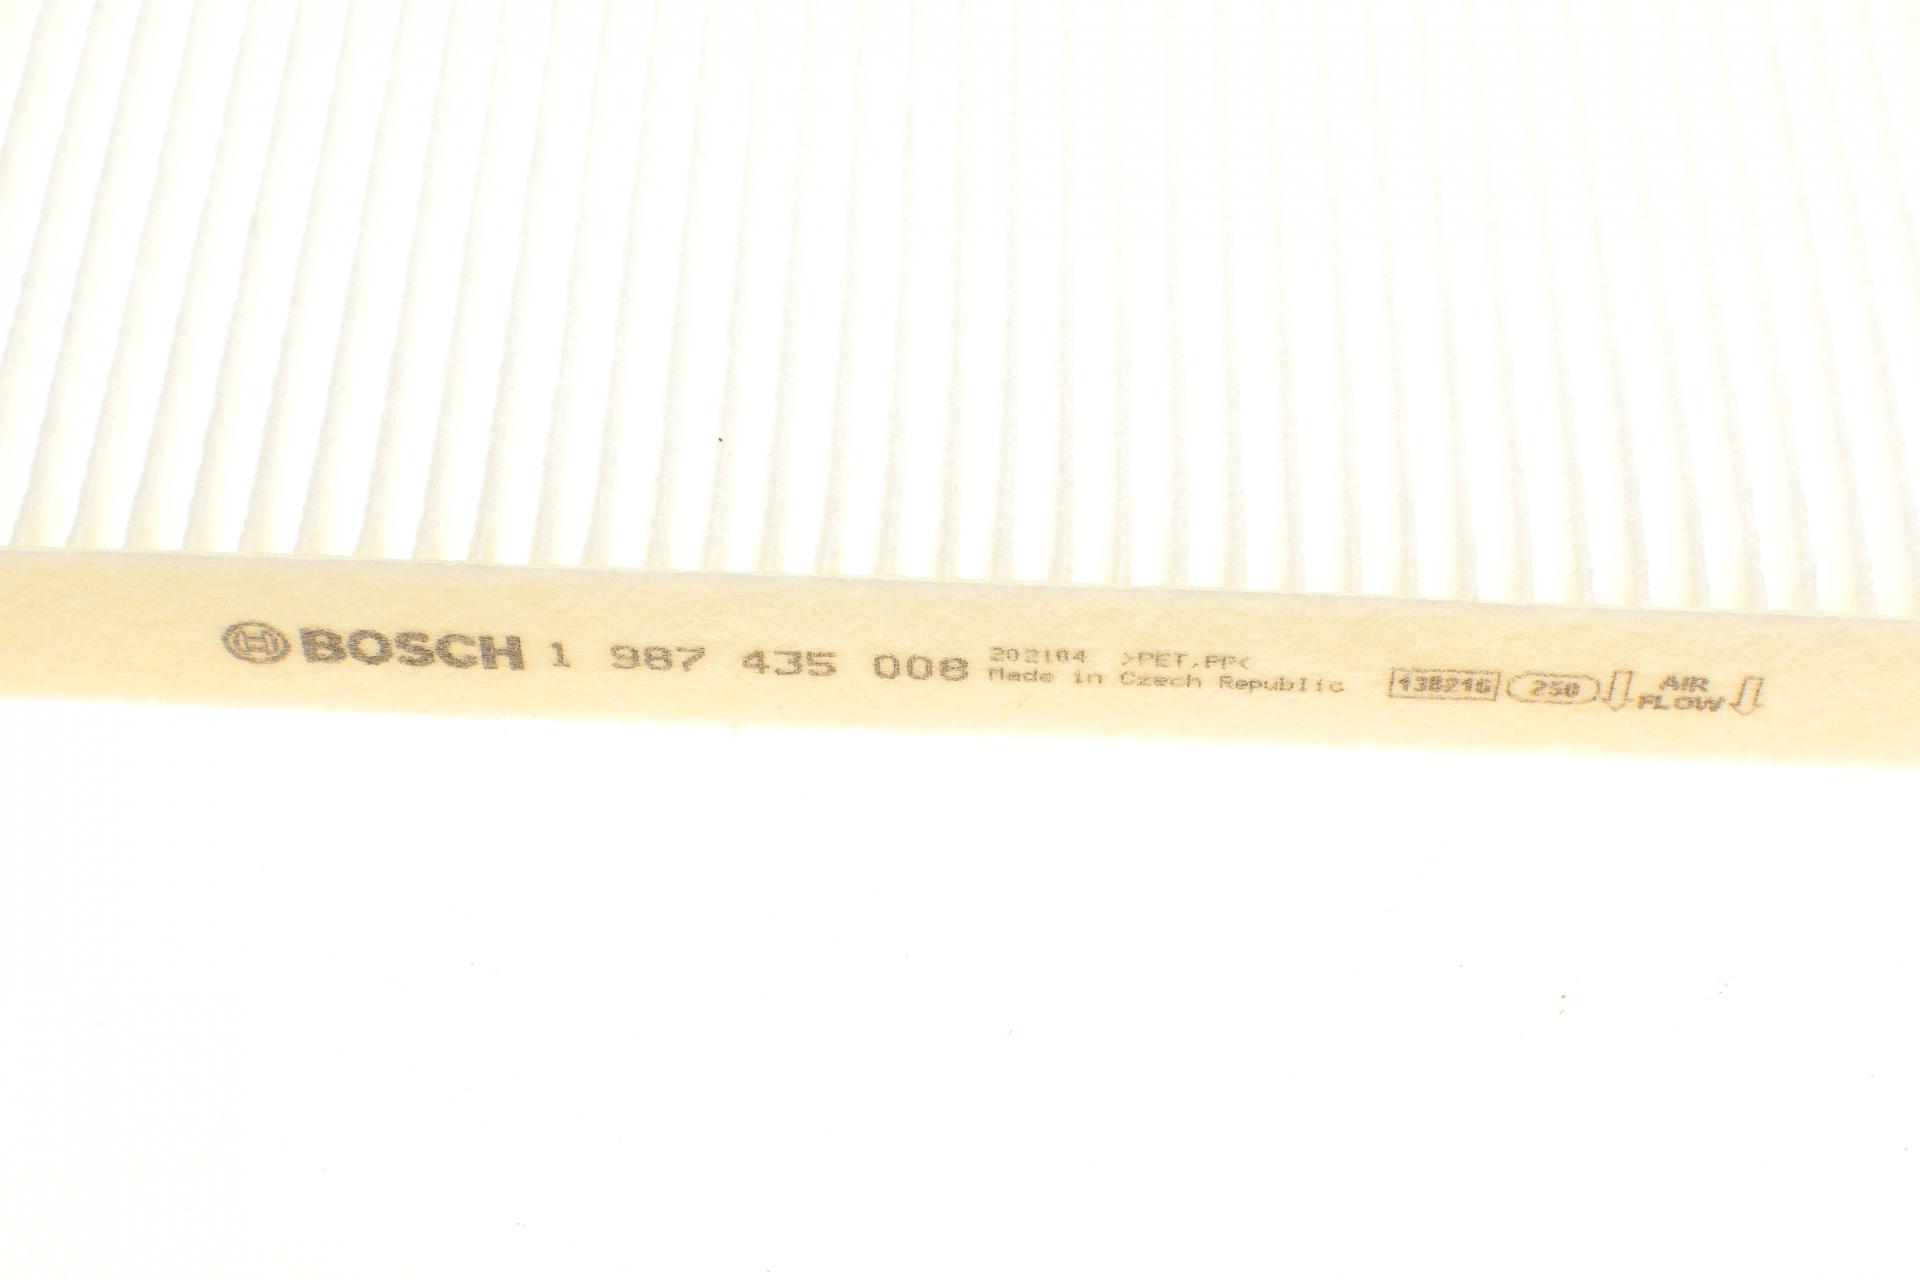 BOSCH 1 987 435 008
202104 >PET,PP<
Made in Czech Republic
138216 250
AIR
FLOW